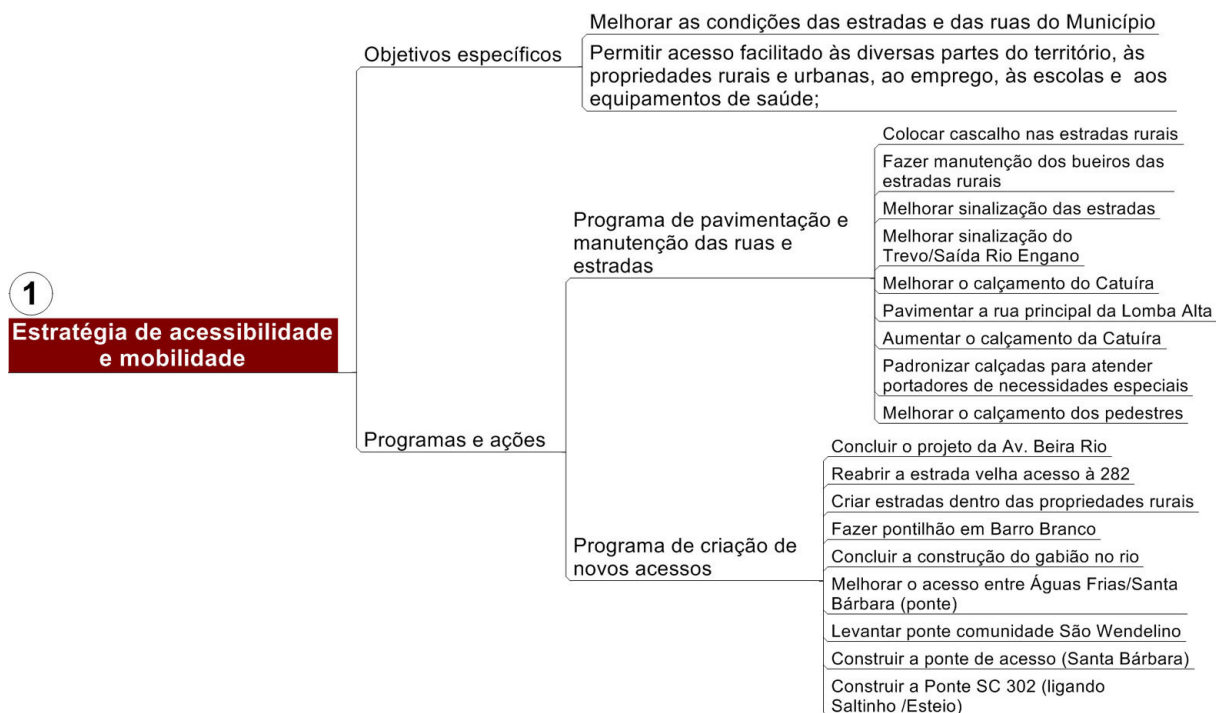 1
Estratégia de acessibilidade
e mobilidade
Objetivos específicos
Melhorar as condições das estradas e das ruas do Município
Permitir acesso facilitado às diversas partes do território, às
propriedades rurais e urbanas, ao emprego, às escolas e  aos
equipamentos de saúde;
Programas e ações
Programa de pavimentação e
manutenção das ruas e
estradas
Colocar cascalho nas estradas rurais
Fazer manutenção dos bueiros das
estradas rurais
Melhorar sinalização das estradas
Melhorar sinalização do
Trevo/Saída Rio Engano
Melhorar o calçamento do Catuíra
Pavimentar a rua principal da Lomba Alta
Aumentar o calçamento da Catuíra
Padronizar calçadas para atender
portadores de necessidades especiais
Melhorar o calçamento dos pedestres
Programa de criação de
novos acessos
Concluir o projeto da Av. Beira Rio
Reabrir a estrada velha acesso à 282
Criar estradas dentro das propriedades rurais
Fazer pontilhão em Barro Branco
Concluir a construção do gabião no rio
Melhorar o acesso entre Águas Frias/Santa
Bárbara (ponte)
Levantar ponte comunidade São Wendelino
Construir a ponte de acesso (Santa Bárbara)
Construir a Ponte SC 302 (ligando
Saltinho /Esteio)